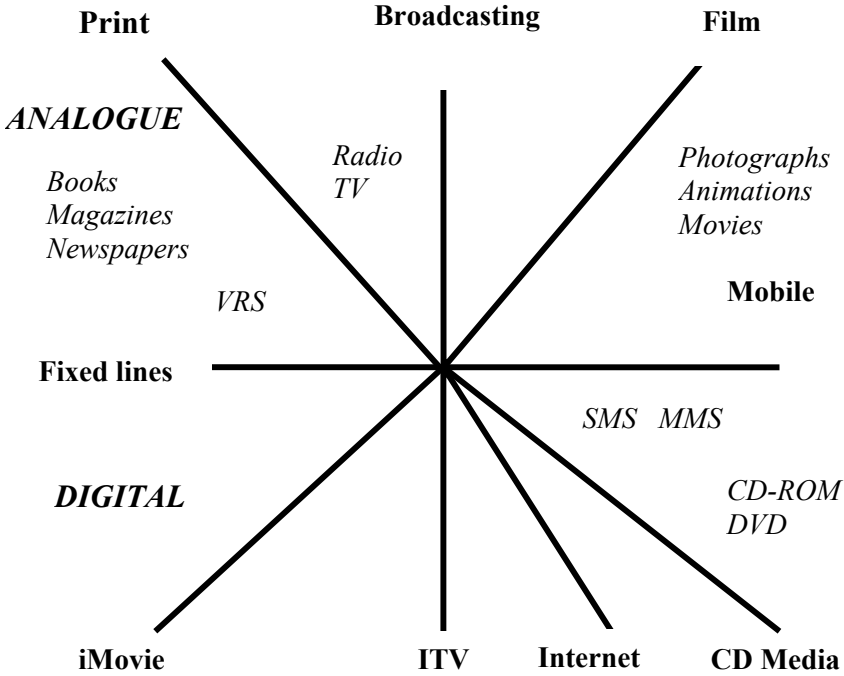 Print
Broadcasting
Film
ANALOGUE
Books
Magazines
Newspapers
Radio
TV
Photographs
Animations
Movies
VRS
Mobile
Fixed lines
SMS MMS
DIGITAL
CD-ROM
DVD
iMovie
ITV
Internet
CD Media